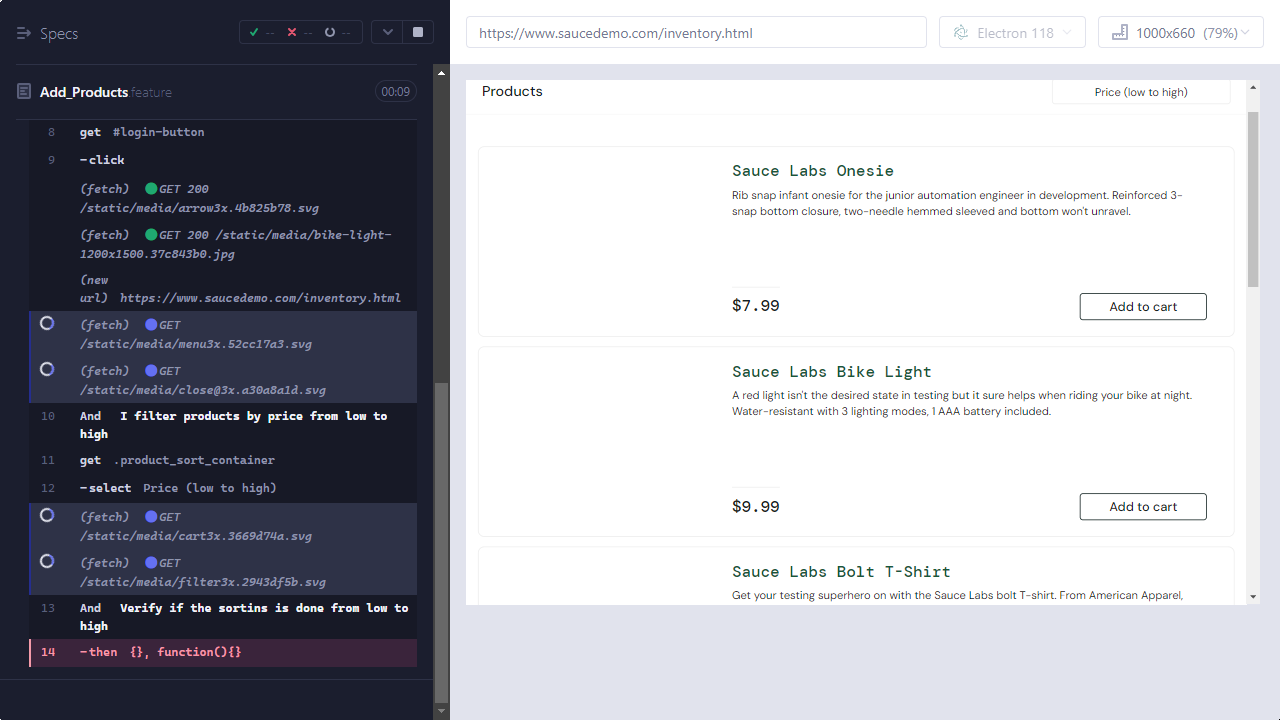 Specs
-- -- --
Add_Products.feature 00:09
8 get #login-button
9 -click
(fetch) GET 200
/static/media/arrow3x.4b825b78.svg
(fetch) GET 200 /static/media/bike-light-
1200x1500.37c843b0.jpg
(new
url) https://www.saucedemo.com/inventory.html
(fetch) GET
/static/media/menu3x.52cc17a3.svg
(fetch) GET
/static/media/close@3x.a30a8a1d.svg
10 And I filter products by price from low to
high
11 get .product_sort_container
12 -select Price (low to high)
(fetch) GET
/static/media/cart3x.3669d74a.svg
(fetch) GET
/static/media/filter3x.2943df5b.svg
13 And Verify if the sortins is done from low to
high
14 -then {}, function(){}
https://www.saucedemo.com/inventory.html
Electron 118
1000x660 (79%)
Products
Price (low to high)
Sauce Labs Onesie
Rib snap infant onesie for the junior automation engineer in development. Reinforced 3-
snap bottom closure, two-needle hemmed sleeved and bottom won't unravel.
$7.99
Add to cart
Sauce Labs Bike Light
A red light isn't the desired state in testing but it sure helps when riding your bike at night.
Water-resistant with 3 lighting modes, 1 AAA battery included.
$9.99
Add to cart
Sauce Labs Bolt T-Shirt
Get your testing superhero on with the Sauce Labs bolt T-shirt. From American Apparel,